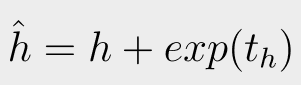 ĥ = h + exp(t_h)